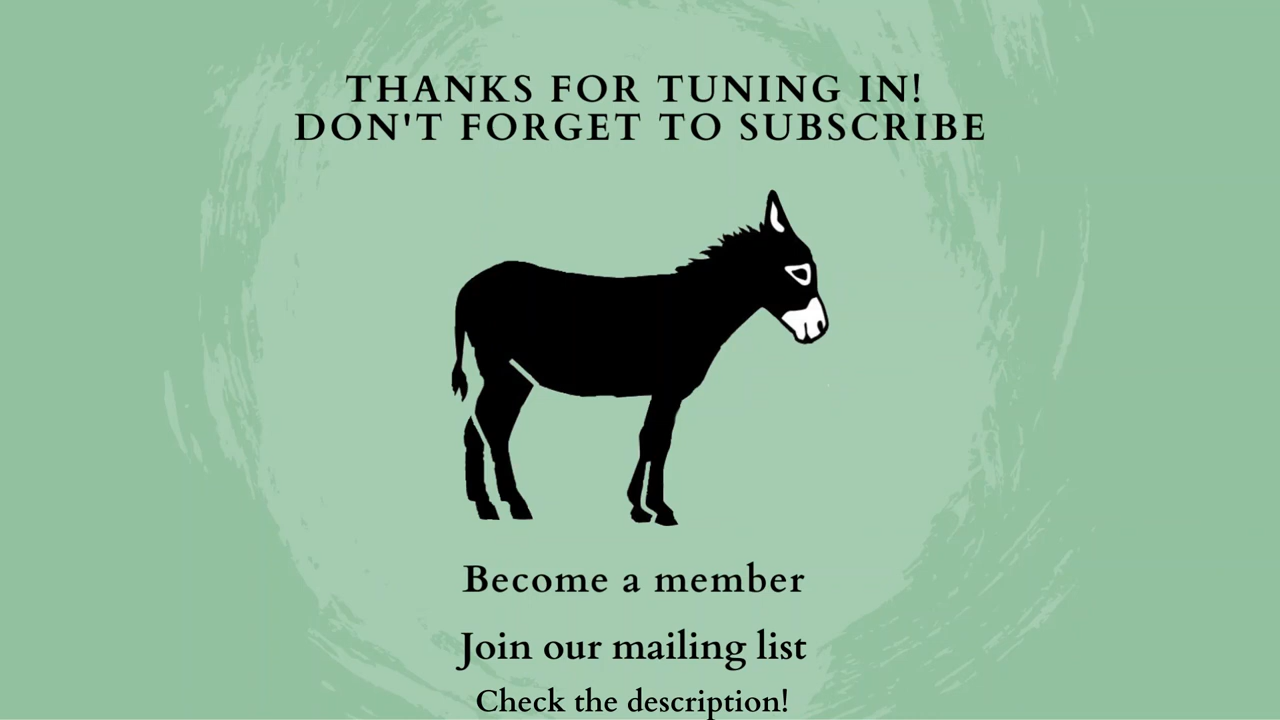 THANKS FOR TUNING IN!
DON'T FORGET TO SUBSCRIBE
Become a member
Join our mailing list
Check the description!